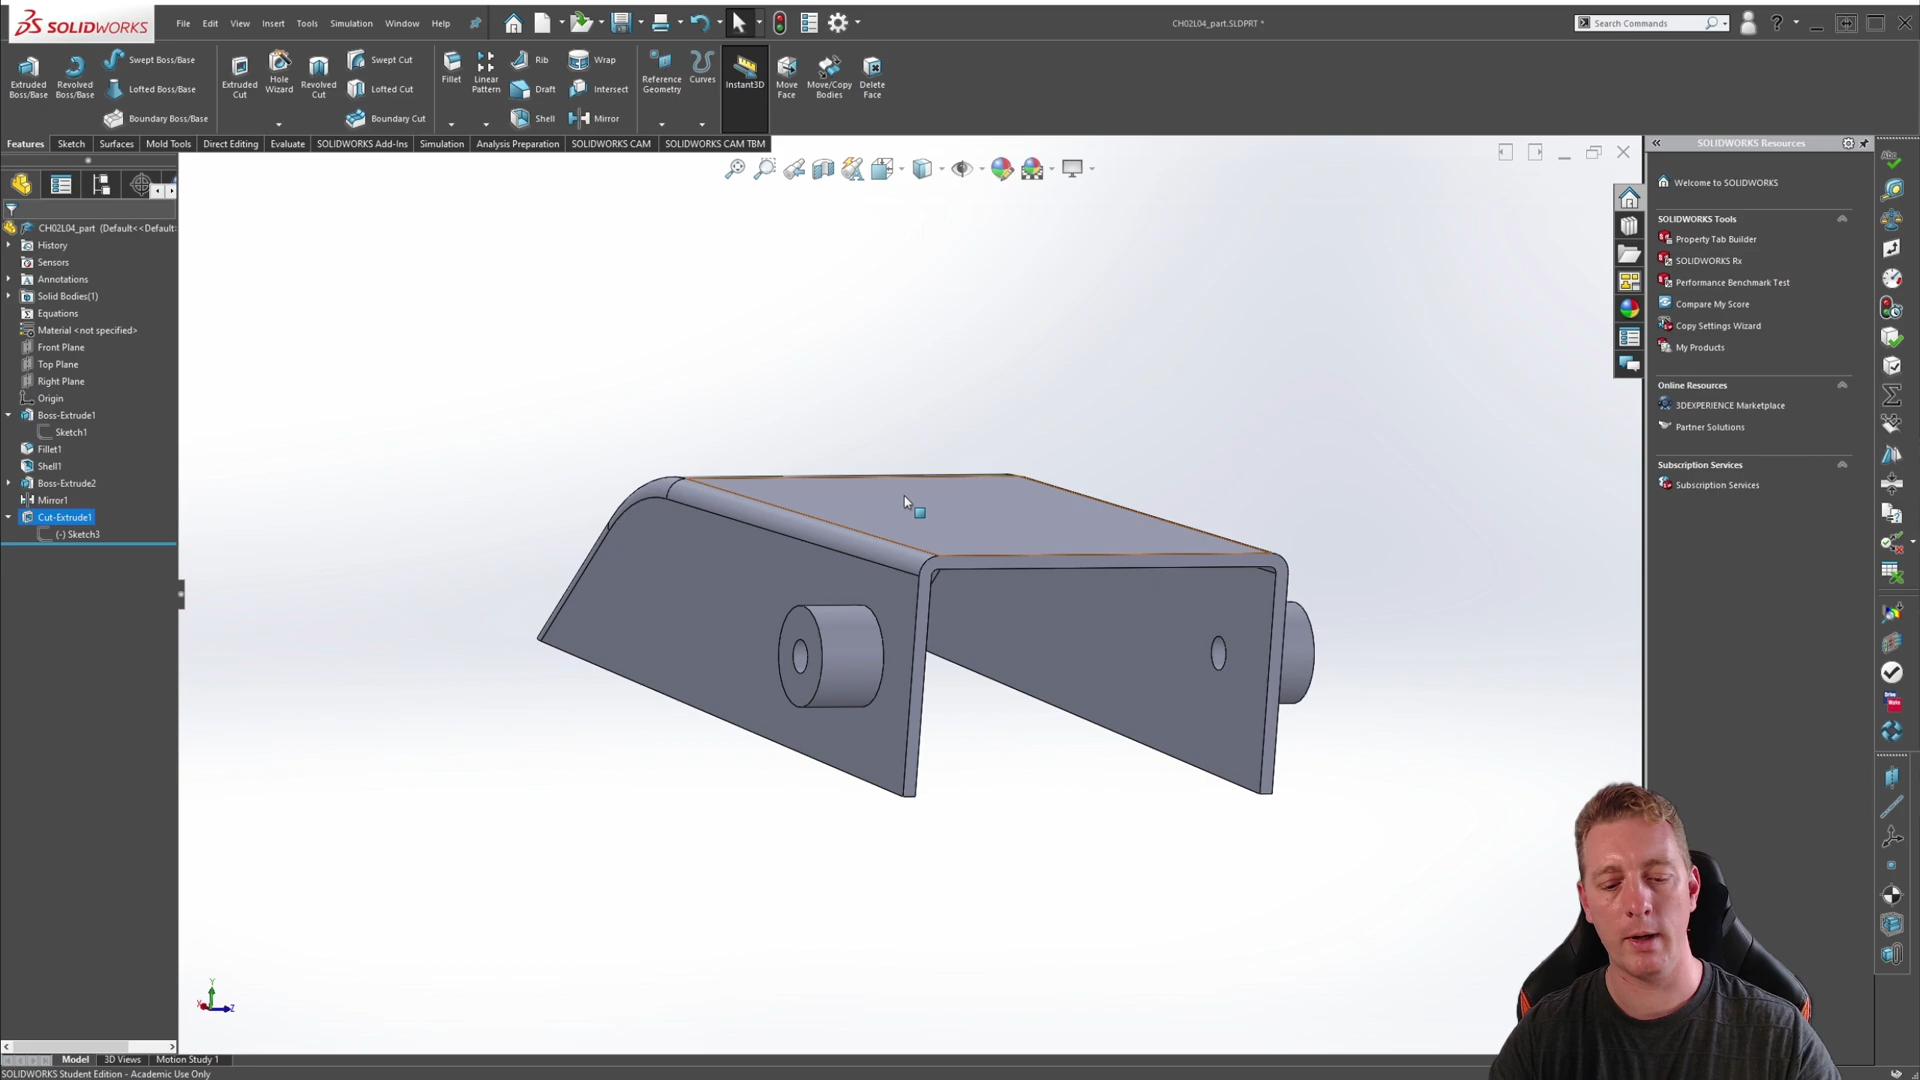 SOLIDWORKS
File Edit View Insert Tools Simulation Window Help
CH02L04_part.SLDPRT *
Search Commands
Extruded Boss/Base
Revolved Boss/Base
Swept Boss/Base
Lofted Boss/Base
Boundary Boss/Base
Extruded Cut
Hole Wizard
Revolved Cut
Swept Cut
Lofted Cut
Boundary Cut
Fillet
Linear Pattern
Rib
Draft
Shell
Wrap
Intersect
Mirror
Reference Geometry
Curves
Instant3D
Move Face
Move/Copy Bodies
Delete Face
Features Sketch Surfaces Mold Tools Direct Editing Evaluate SOLIDWORKS Add-Ins Simulation Analysis Preparation SOLIDWORKS CAM SOLIDWORKS CAM TBM
CH02L04_part (Default<<Default
History
Sensors
Annotations
Solid Bodies(1)
Equations
Material <not specified>
Front Plane
Top Plane
Right Plane
Origin
Boss-Extrude1
Sketch1
Fillet1
Shell1
Boss-Extrude2
Mirror1
Cut-Extrude1
(-) Sketch3
SOLIDWORKS Resources
Welcome to SOLIDWORKS
SOLIDWORKS Tools
Property Tab Builder
SOLIDWORKS Rx
Performance Benchmark Test
Compare My Score
Copy Settings Wizard
My Products
Online Resources
3DEXPERIENCE Marketplace
Partner Solutions
Subscription Services
Subscription Services
Y
X
Z
Model 3D Views Motion Study 1
SOLIDWORKS Student Edition - Academic Use Only